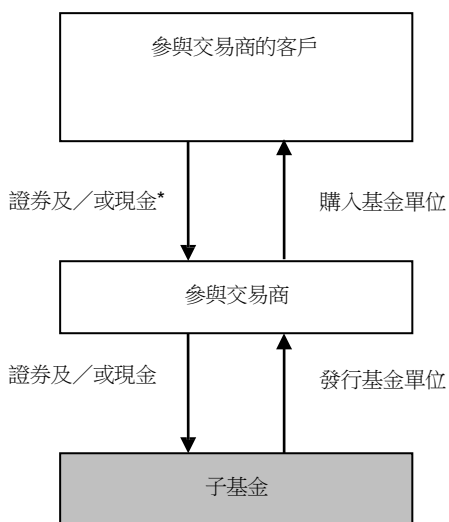 參與交易商的客戶
證券及／或現金*
購入基金單位
參與交易商
證券及／或現金
發行基金單位
子基金